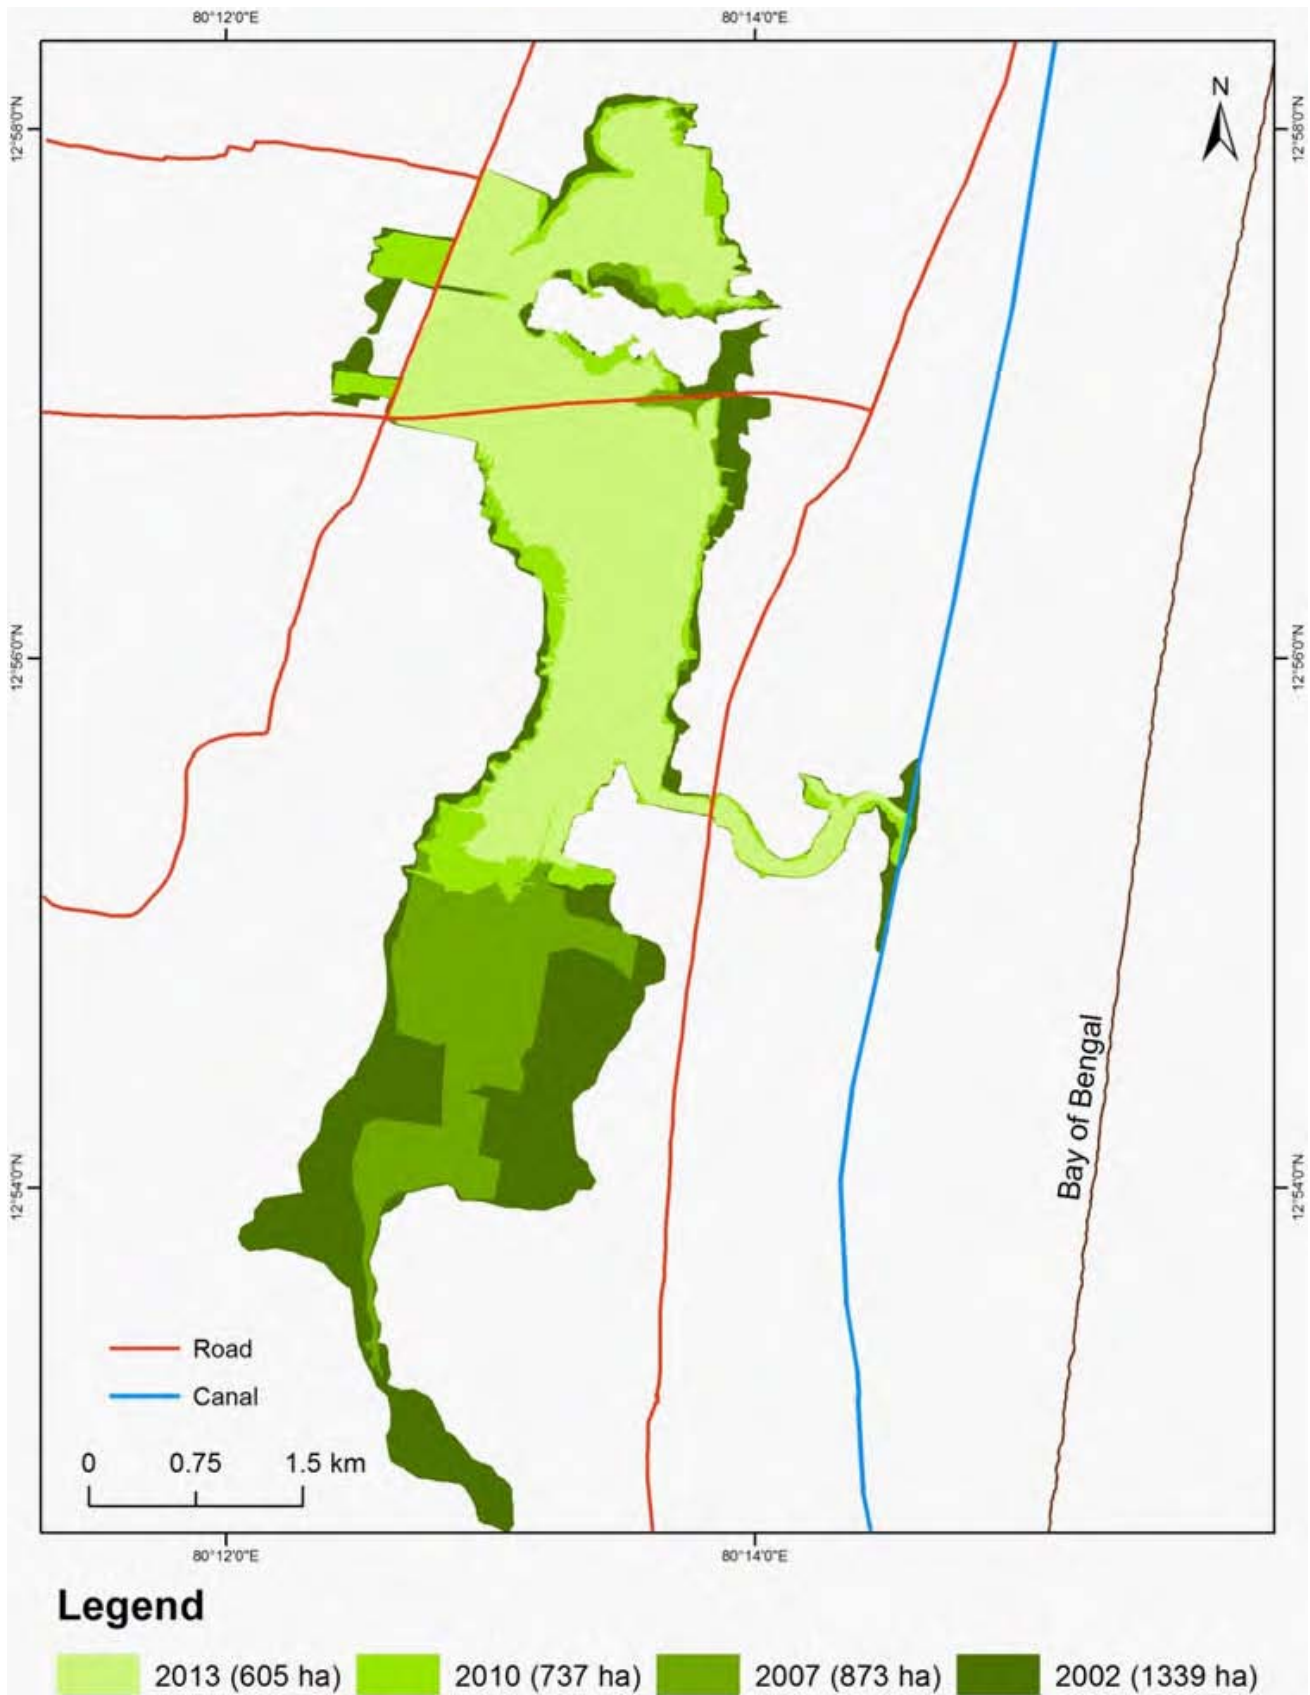 80°12'0"E
80°14'0"E
N
12°58'0"N
12°58'0"N
12°56'0"N
12°56'0"N
Bay of Bengal
12°54'0"N
12°54'0"N
Road
Canal
0 0.75 1.5 km
80°12'0"E
80°14'0"E
Legend
2013 (605 ha) 2010 (737 ha) 2007 (873 ha) 2002 (1339 ha)